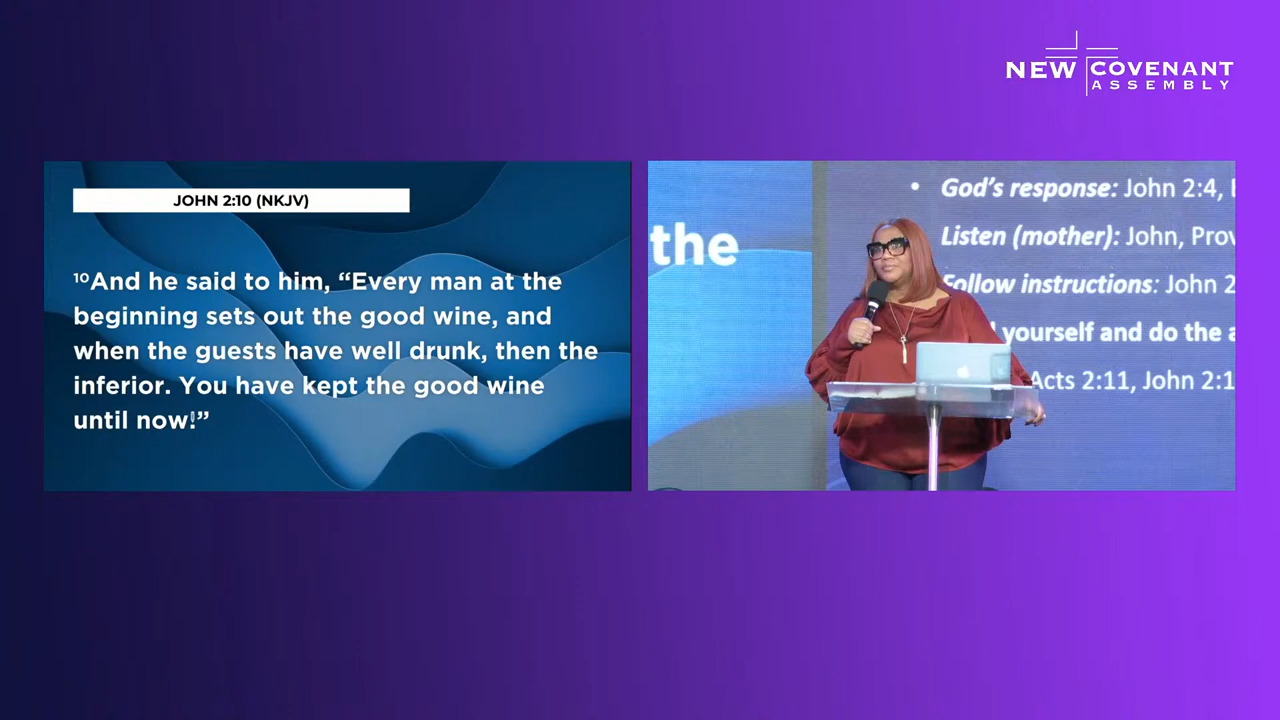 NEW COVENANT
ASSEMBLY
JOHN 2:10 (NKJV)
¹⁰And he said to him, “Every man at the
beginning sets out the good wine, and
when the guests have well drunk, then the
inferior. You have kept the good wine
until now!”
the
• God’s response: John 2:4,
Listen (mother): John, Prov
Follow instructions: John 2
yourself and do the a
Acts 2:11, John 2:1